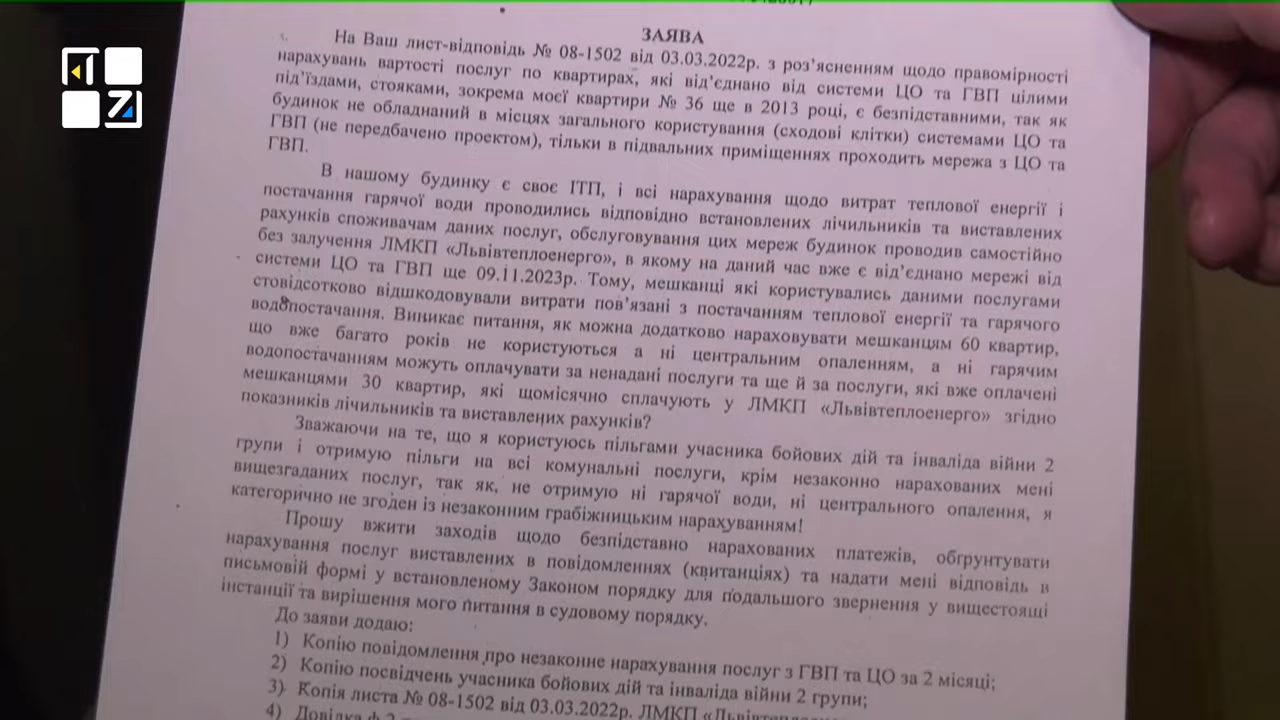 ЗАЯВА
На Ваш лист-відповідь № 08-1502 від 03.03.2022р. з роз’ясненням щодо правомірності
нарахувань вартості послуг по квартирах, які від’єднано від системи ЦО та ГВП цілими
під’їздами, стояками, зокрема моєї квартири № 36 ще в 2013 році, є безпідставними, так як
будинок не обладнаний в місцях загального користування (сходові клітки) системами ЦО та
ГВП (не передбачено проектом), тільки в підвальних приміщеннях проходить мережа з ЦО та
ГВП.
В нашому будинку є своє ІТП, і всі нарахування щодо витрат теплової енергії і
постачання гарячої води проводились відповідно встановлених лічильників та виставлених
рахунків споживачам даних послуг, обслуговування цих мереж будинок проводив самостійно
без залучення ЛМКП «Львівтеплоенерго», в якому на даний час вже є від’єднано мережі від
системи ЦО та ГВП ще 09.11.2023р. Тому, мешканці які користувались даними послугами
стовідсотково відшкодовували витрати пов’язані з постачанням теплової енергії та гарячого
водопостачання. Виникає питання, як можна додатково нараховувати мешканцям 60 квартир,
що вже багато років не користуються а ні центральним опаленням, а ні гарячим
водопостачанням можуть оплачувати за ненадані послуги та ще й за послуги, які вже оплачені
мешканцями 30 квартир, які щомісячно сплачують у ЛМКП «Львівтеплоенерго» згідно
показників лічильників та виставлених рахунків?
Зважаючи на те, що я користуюсь пільгами учасника бойових дій та інваліда війни 2
групи і отримую пільги на всі комунальні послуги, крім незаконно нарахованих мені
вищезгаданих послуг, так як, не отримую ні гарячої води, ні центрального опалення, я
категорично не згоден із незаконним грабіжницьким нарахуванням!
Прошу вжити заходів щодо безпідставно нарахованих платежів, обгрунтувати
нарахування послуг виставлених в повідомленнях (квитанціях) та надати мені відповідь в
письмовій формі у встановленому Законом порядку для подальшого звернення у вищестоящі
інстанції та вирішення мого питання в судовому порядку.
До заяви додаю:
1) Копію повідомлення про незаконне нарахування послуг з ГВП та ЦО за 2 місяці;
2) Копію посвідчень учасника бойових дій та інваліда війни 2 групи;
3) Копія листа № 08-1502 від 03.03.2022р. ЛМКП
4) Довідка